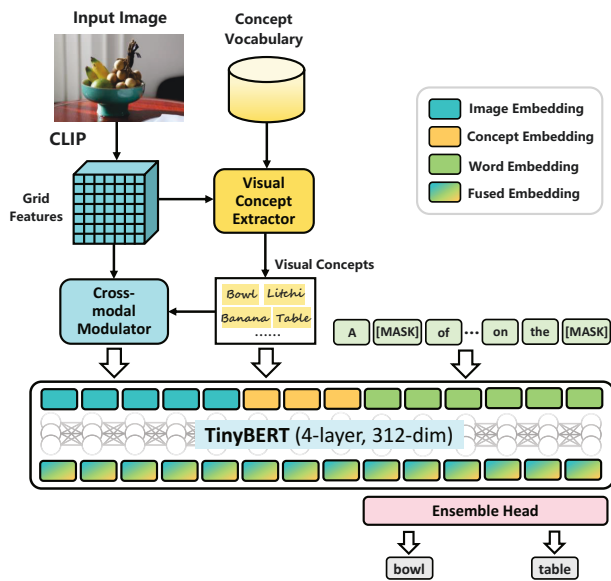 Input Image
Concept
Vocabulary
CLIP
Grid
Features
Visual
Concept
Extractor
Image Embedding
Concept Embedding
Word Embedding
Fused Embedding
Visual Concepts
Cross-
modal
Modulator
Bowl Litchi
Banana Table
......
A [MASK] of ... on the [MASK]
TinyBERT (4-layer, 312-dim)
Ensemble Head
bowl table